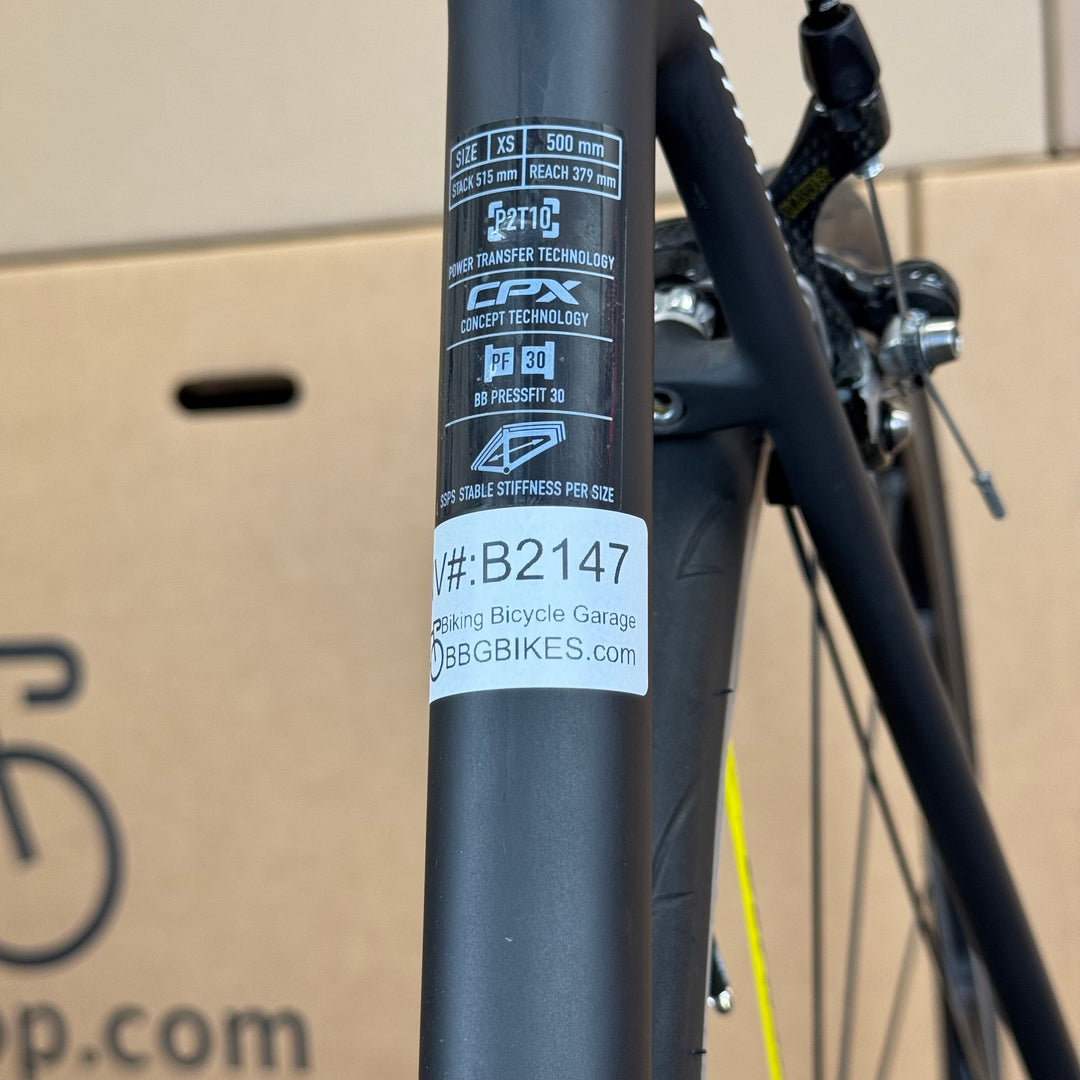 SIZE XS 500 mm
STACK 515 mm REACH 379 mm
P2T10
POWER TRANSFER TECHNOLOGY
CPX
CONCEPT TECHNOLOGY
PF 30
BB PRESSFIT 30
SSPS STABLE STIFFNESS PER SIZE
V#:B2147
Biking Bicycle Garage
BBGBIKES.com
op.com